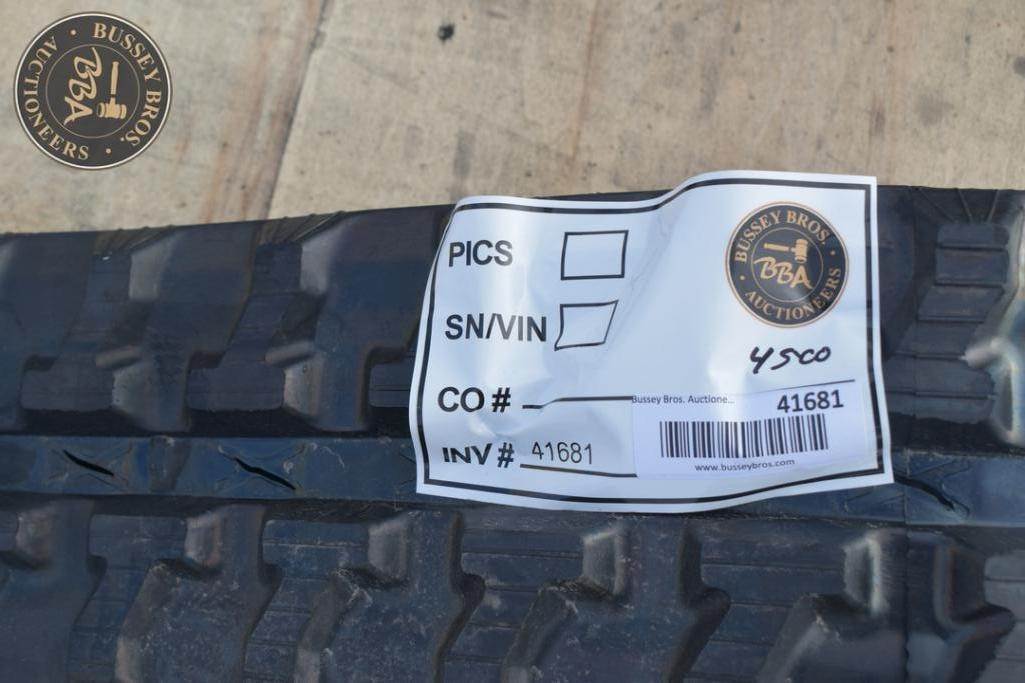 BUSSEY BROS.
BBA
AUCTIONEERS
PICS
BUSSEY BROS.
BBA
AUCTIONEERS
SN/VIN
4500
CO #
Bussey Bros. Auctione... 41681
INV # 41681
www.busseybros.com